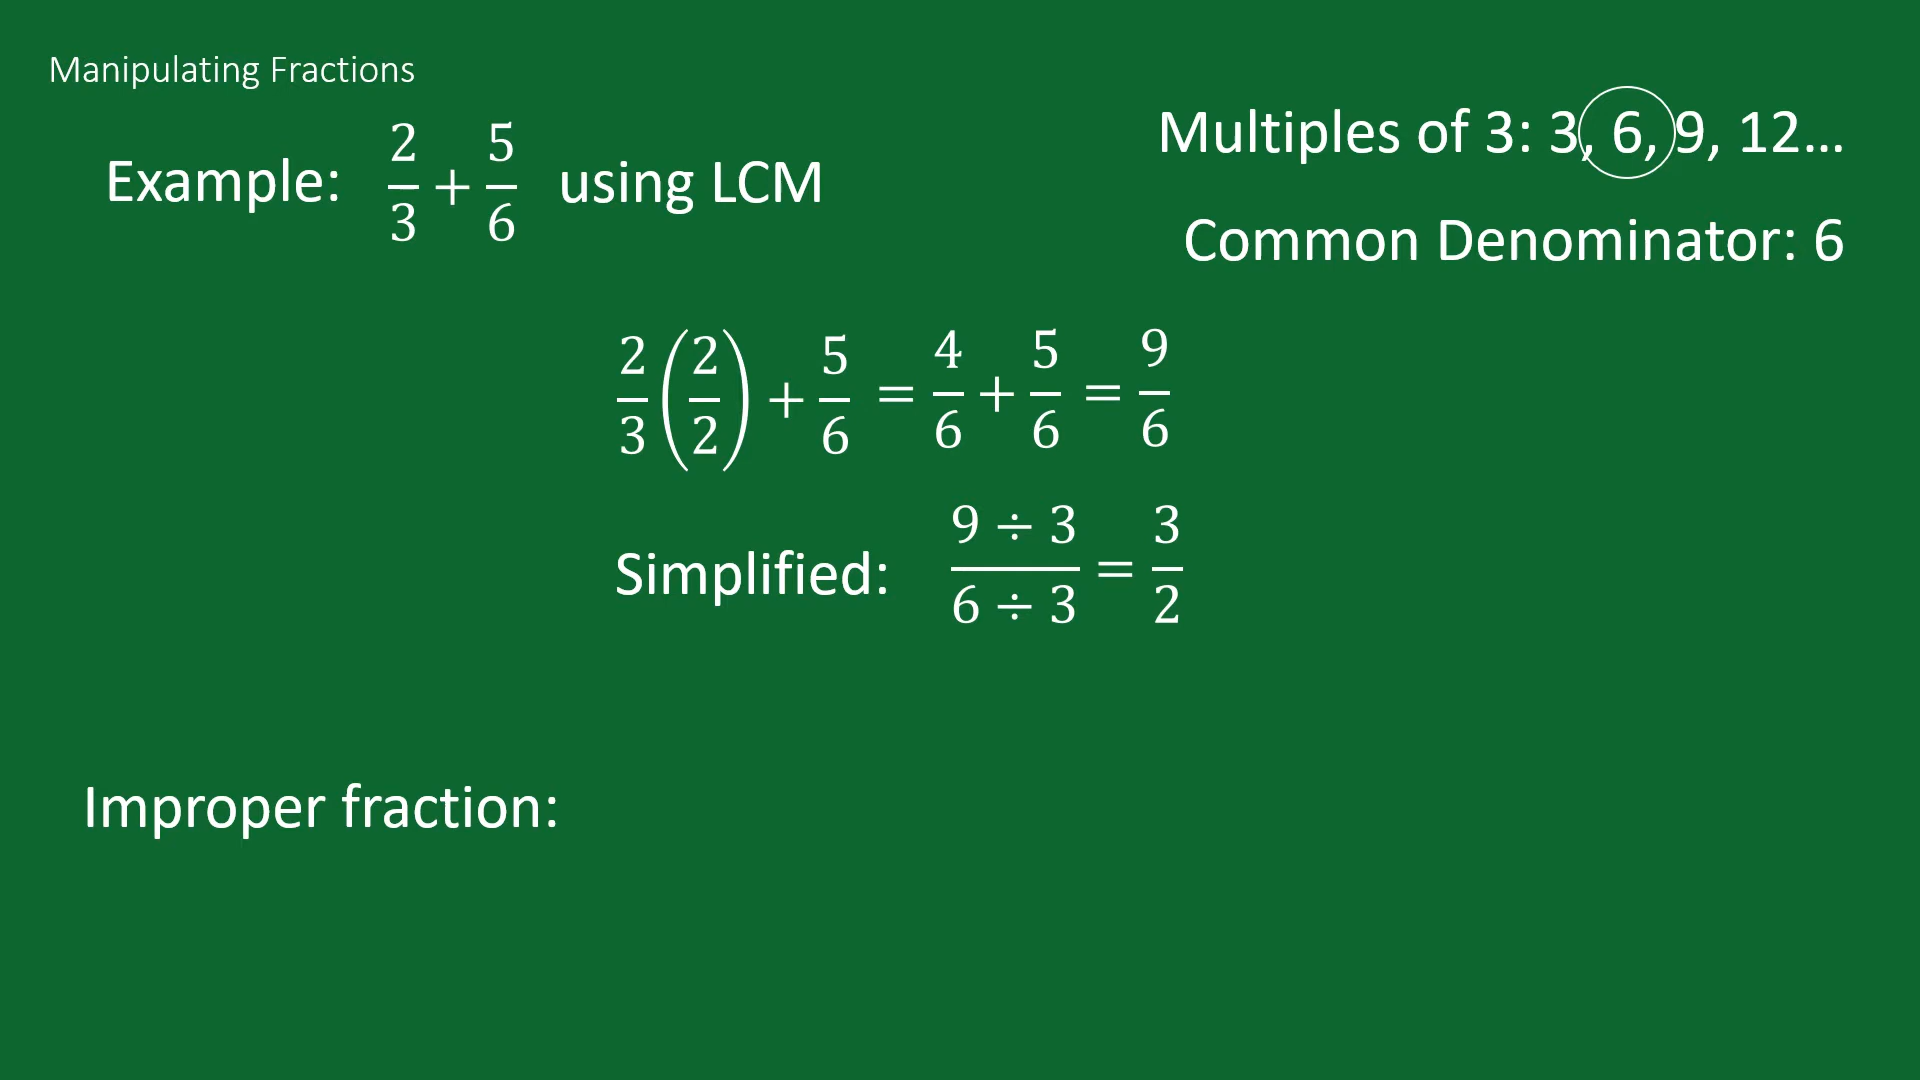 Manipulating Fractions
Multiples of 3: 3, 6, 9, 12...
Example: 2/3 + 5/6 using LCM
Common Denominator: 6
2/3 (2/2) + 5/6 = 4/6 + 5/6 = 9/6
Simplified: 9 ÷ 3 / 6 ÷ 3 = 3/2
Improper fraction: